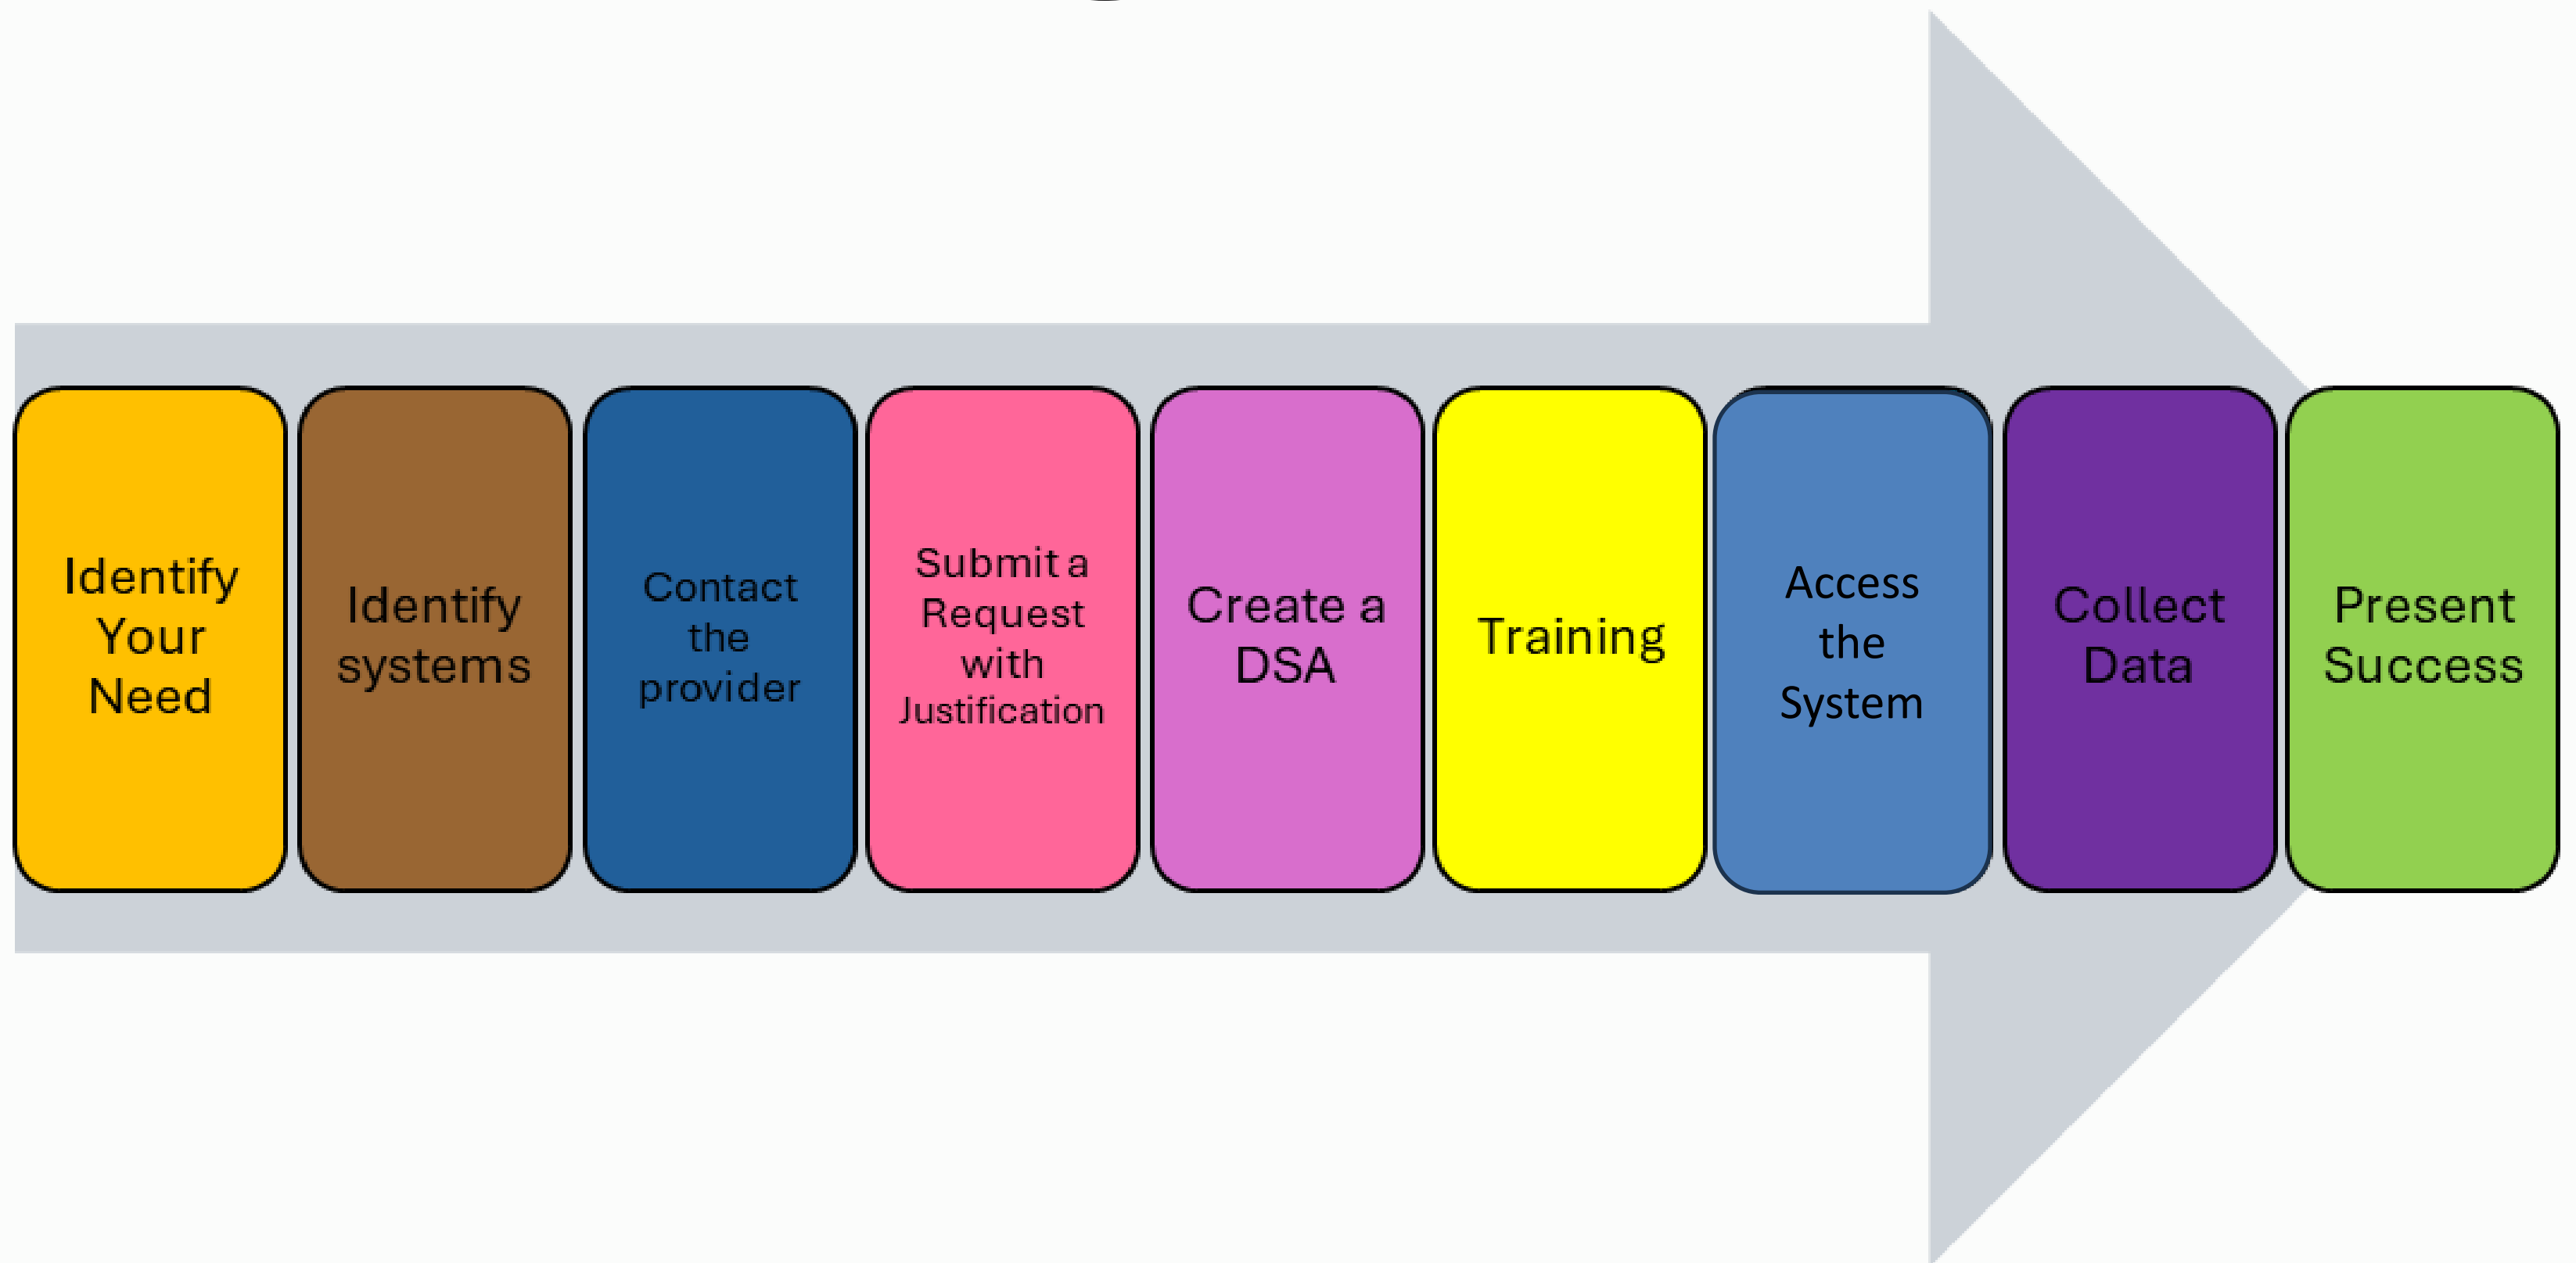 Identify
Your
Need
Identify
systems
Contact
the
provider
Submit a
Request
with
Justification
Create a
DSA
Training
Access
the
System
Collect
Data
Present
Success